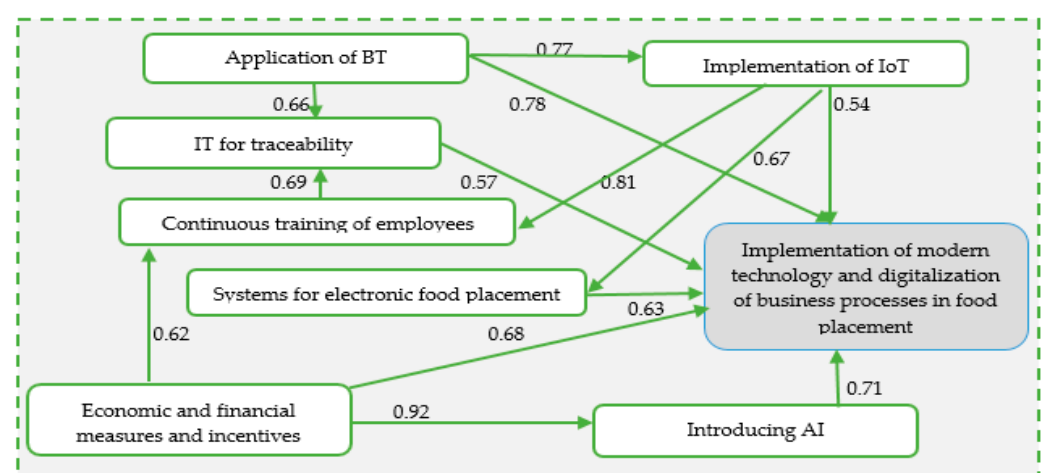 Application of BT
0.77
Implementation of IoT
0.66
0.78
0.54
IT for traceability
0.67
0.69
0.57
0.81
Continuous training of employees
Implementation of modern
technology and digitalization
of business processes in food
placement
Systems for electronic food placement
0.63
0.62
0.68
0.71
Economic and financial
measures and incentives
0.92
Introducing AI